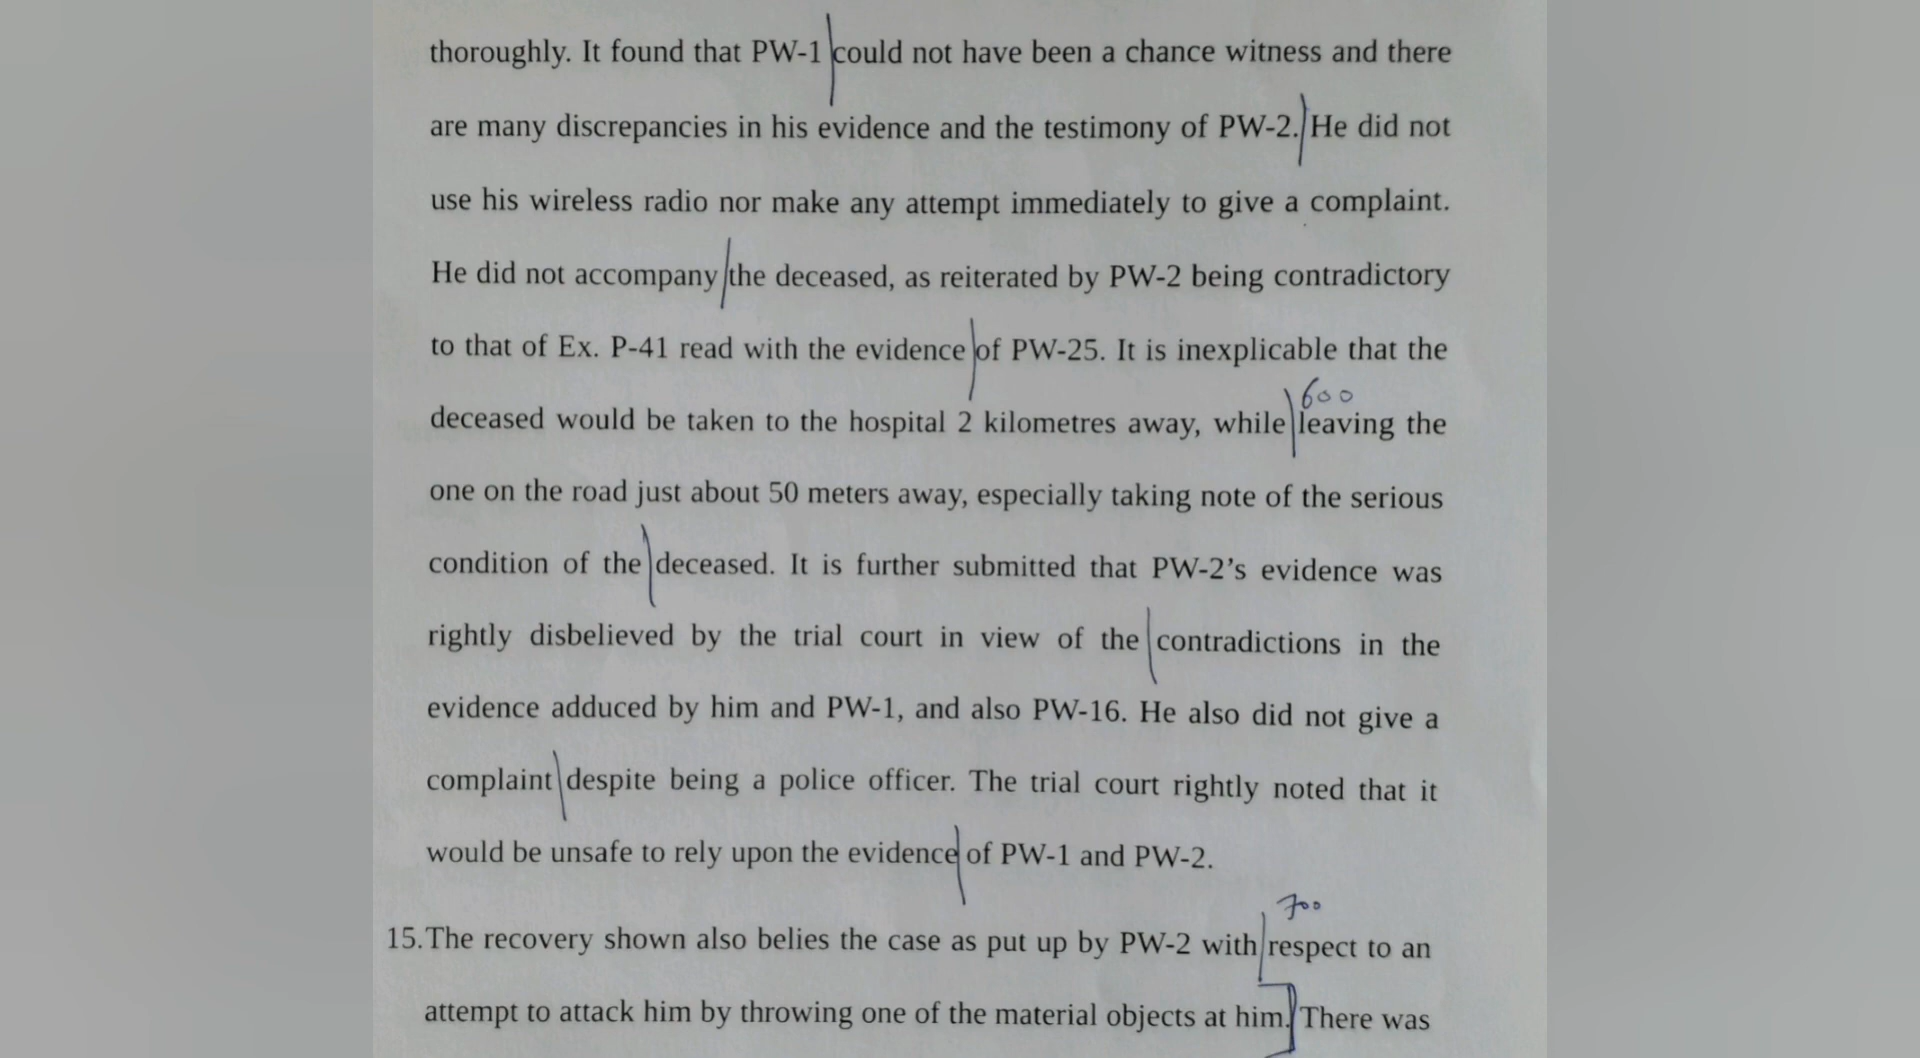 thoroughly. It found that PW-1 could not have been a chance witness and there
are many discrepancies in his evidence and the testimony of PW-2. He did not
use his wireless radio nor make any attempt immediately to give a complaint.
He did not accompany the deceased, as reiterated by PW-2 being contradictory
to that of Ex. P-41 read with the evidence of PW-25. It is inexplicable that the
600
deceased would be taken to the hospital 2 kilometres away, while leaving the
one on the road just about 50 meters away, especially taking note of the serious
condition of the deceased. It is further submitted that PW-2’s evidence was
rightly disbelieved by the trial court in view of the contradictions in the
evidence adduced by him and PW-1, and also PW-16. He also did not give a
complaint despite being a police officer. The trial court rightly noted that it
would be unsafe to rely upon the evidence of PW-1 and PW-2.
700
15. The recovery shown also belies the case as put up by PW-2 with respect to an
attempt to attack him by throwing one of the material objects at him. There was